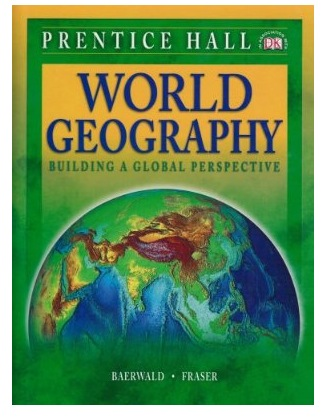 PRENTICE HALL
DK
WORLD
GEOGRAPHY
BUILDING A GLOBAL PERSPECTIVE
BAERWALD • FRASER